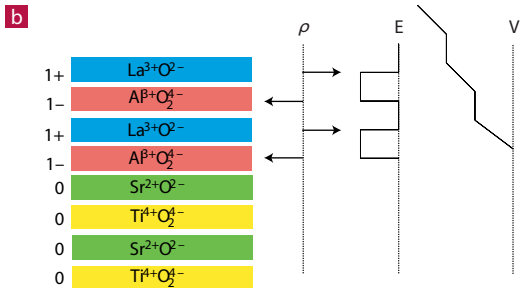 b
ρ E V
1+ La³⁺O²⁻
1− Al³⁺O₂⁴⁻
1+ La³⁺O²⁻
1− Al³⁺O₂⁴⁻
0 Sr²⁺O²⁻
0 Ti⁴⁺O₂⁴⁻
0 Sr²⁺O²⁻
0 Ti⁴⁺O₂⁴⁻